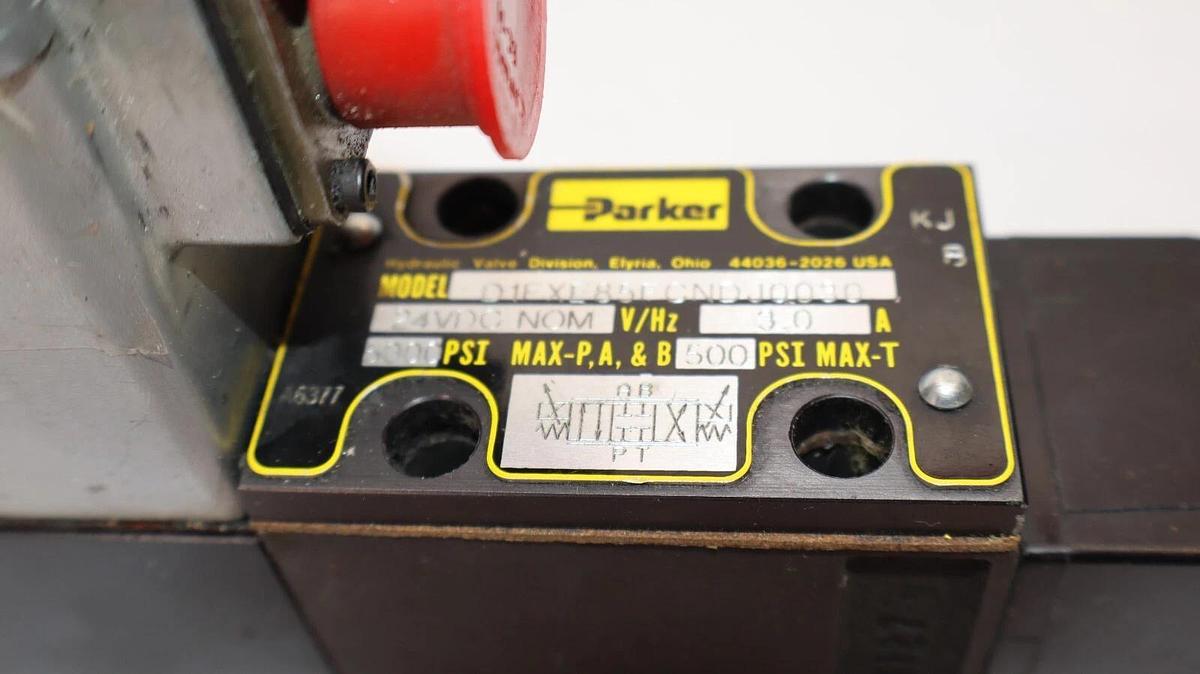 Parker
KJ
B
Hydraulic Valve Division, Elyria, Ohio 44036-2026 USA
MODEL
24VDC NOM V/Hz 3.0 A
PSI MAX-P,A, & B 500 PSI MAX-T
A6377
A B
P T